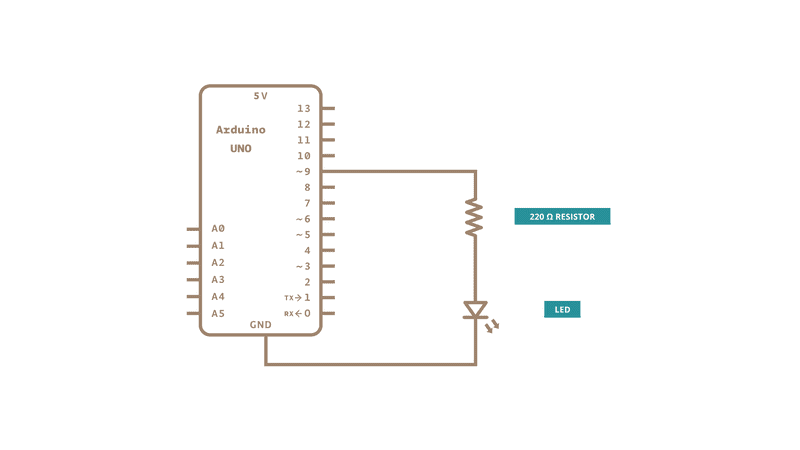 5V
Arduino
UNO
13
12
11
10
~9
8
7
~6
~5
4
~3
2
TX→1
RX←0
A0
A1
A2
A3
A4
A5
GND
220 Ω RESISTOR
LED